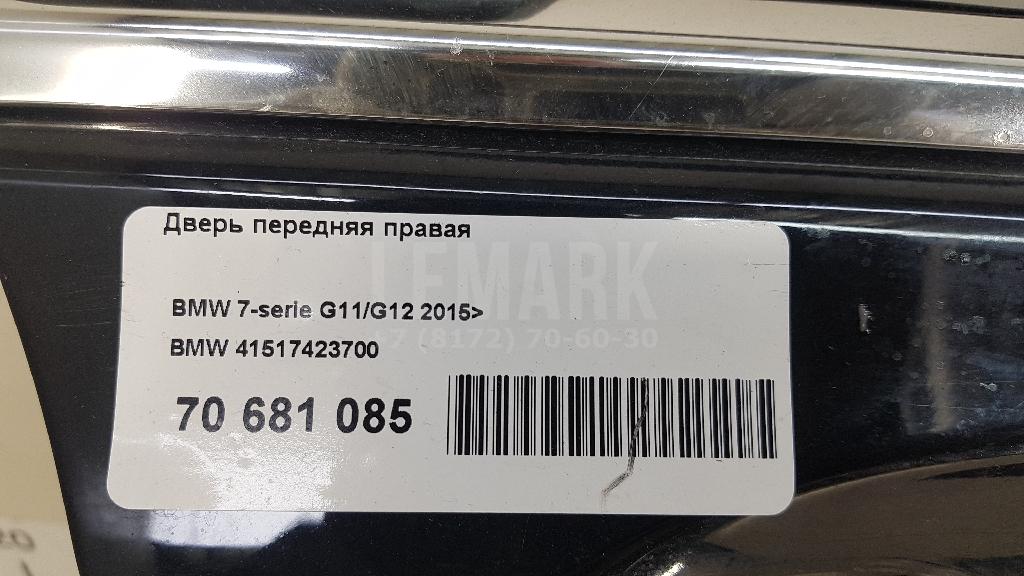 Дверь передняя правая
LEMARK
BMW 7-serie G11/G12 2015>
+7 (8172) 70-60-30
BMW 41517423700
70 681 085